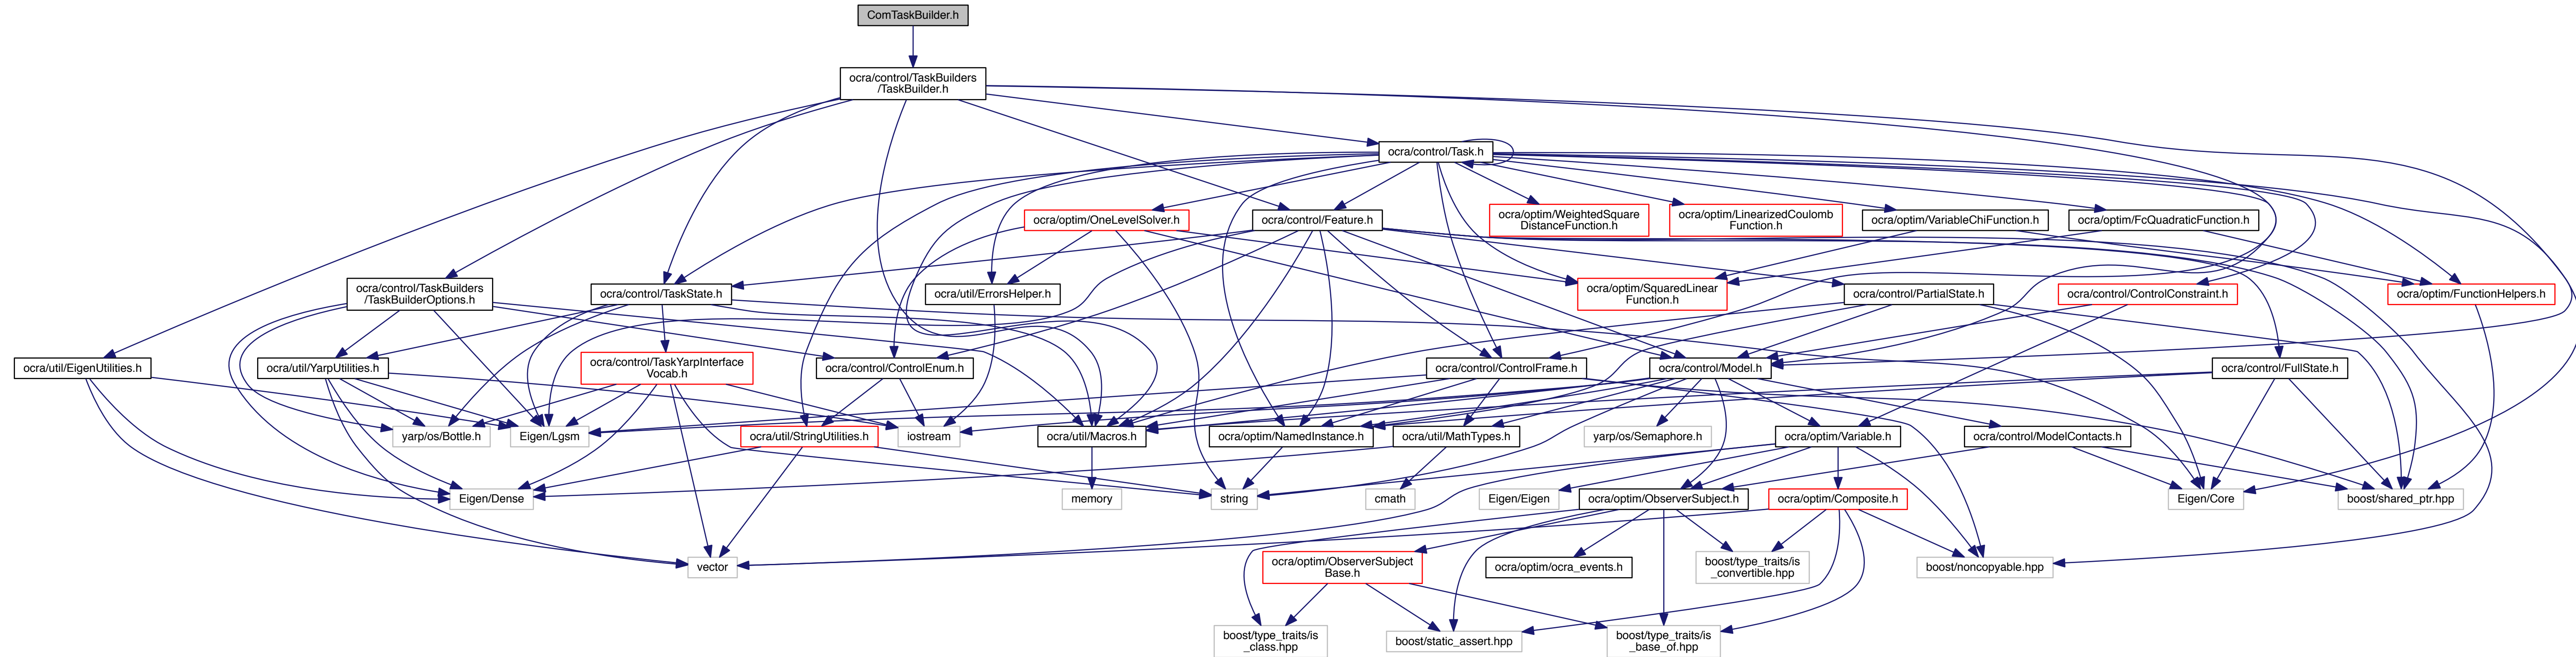 ComTaskBuilder.h
ocra/control/TaskBuilders
/TaskBuilder.h
ocra/control/Task.h
ocra/optim/OneLevelSolver.h
ocra/control/Feature.h
ocra/optim/WeightedSquare
DistanceFunction.h
ocra/optim/LinearizedCoulomb
Function.h
ocra/optim/VariableChiFunction.h
ocra/optim/FcQuadraticFunction.h
ocra/control/TaskBuilders
/TaskBuilderOptions.h
ocra/control/TaskState.h
ocra/util/ErrorsHelper.h
ocra/optim/SquaredLinear
Function.h
ocra/control/PartialState.h
ocra/control/ControlConstraint.h
ocra/optim/FunctionHelpers.h
ocra/util/EigenUtilities.h
ocra/util/YarpUtilities.h
ocra/control/TaskYarpInterface
Vocab.h
ocra/control/ControlEnum.h
ocra/control/ControlFrame.h
ocra/control/Model.h
ocra/control/FullState.h
yarp/os/Bottle.h
Eigen/Lgsm
ocra/util/StringUtilities.h
iostream
ocra/util/Macros.h
ocra/optim/NamedInstance.h
ocra/util/MathTypes.h
yarp/os/Semaphore.h
ocra/optim/Variable.h
ocra/control/ModelContacts.h
Eigen/Dense
memory
string
cmath
Eigen/Eigen
ocra/optim/ObserverSubject.h
ocra/optim/Composite.h
Eigen/Core
boost/shared_ptr.hpp
vector
ocra/optim/ObserverSubject
Base.h
ocra/optim/ocra_events.h
boost/type_traits/is
_convertible.hpp
boost/noncopyable.hpp
boost/type_traits/is
_class.hpp
boost/static_assert.hpp
boost/type_traits/is
_base_of.hpp